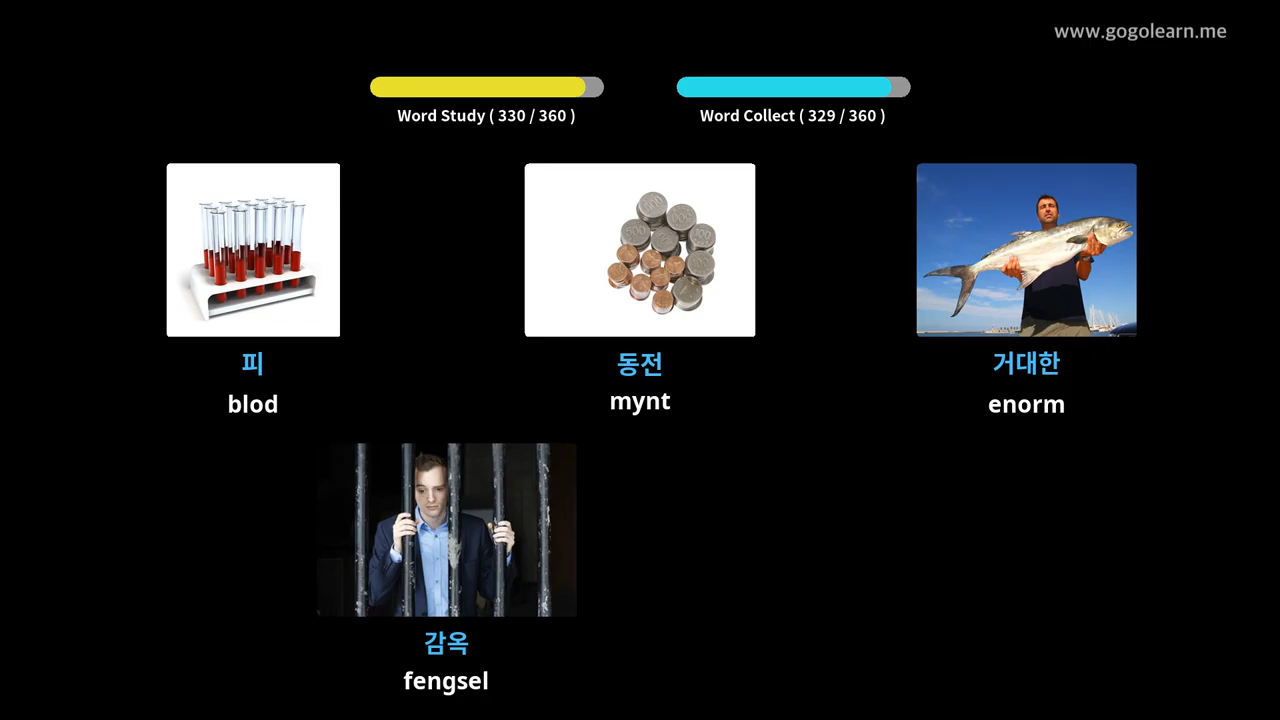 www.gogolearn.me
Word Study ( 330 / 360 )
Word Collect ( 329 / 360 )
피
blod
동전
mynt
거대한
enorm
감옥
fengsel